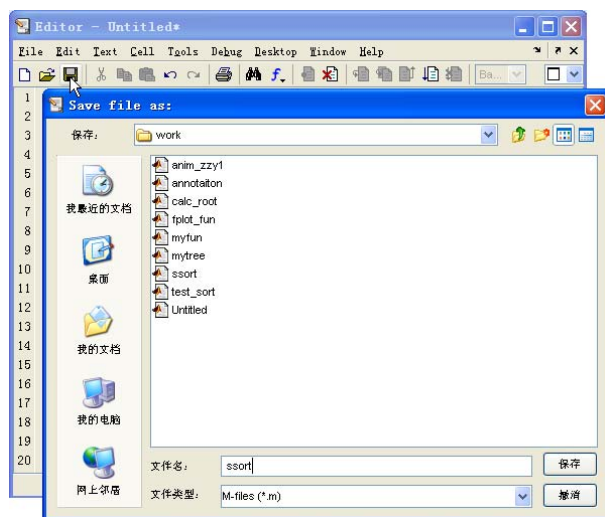 Editor - Untitled*
File Edit Text Cell Tools Debug Desktop Window Help
Ba...
1
2
3
4
5
6
7
8
9
10
11
12
13
14
15
16
17
18
19
20
Save file as:
保存: work
我最近的文档
桌面
我的文档
我的电脑
网上邻居
anim_zzy1
annotaiton
calc_root
fplot_fun
myfun
mytree
ssort
test_sort
Untitled
文件名: ssort 保存
文件类型: M-files (*.m) 撤消